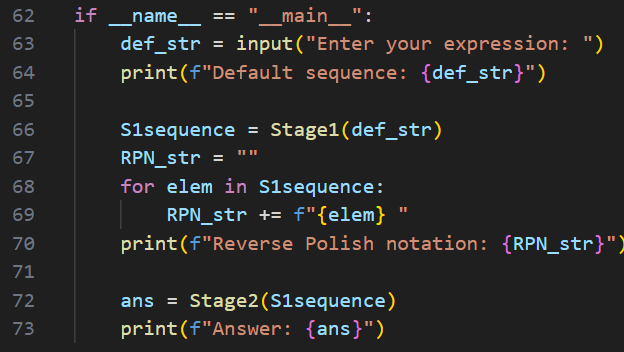 62 if __name__ == "__main__":
63     def_str = input("Enter your expression: ")
64     print(f"Default sequence: {def_str}")
65
66     S1sequence = Stage1(def_str)
67     RPN_str = ""
68     for elem in S1sequence:
69         RPN_str += f"{elem} "
70     print(f"Reverse Polish notation: {RPN_str}")
71
72     ans = Stage2(S1sequence)
73     print(f"Answer: {ans}")